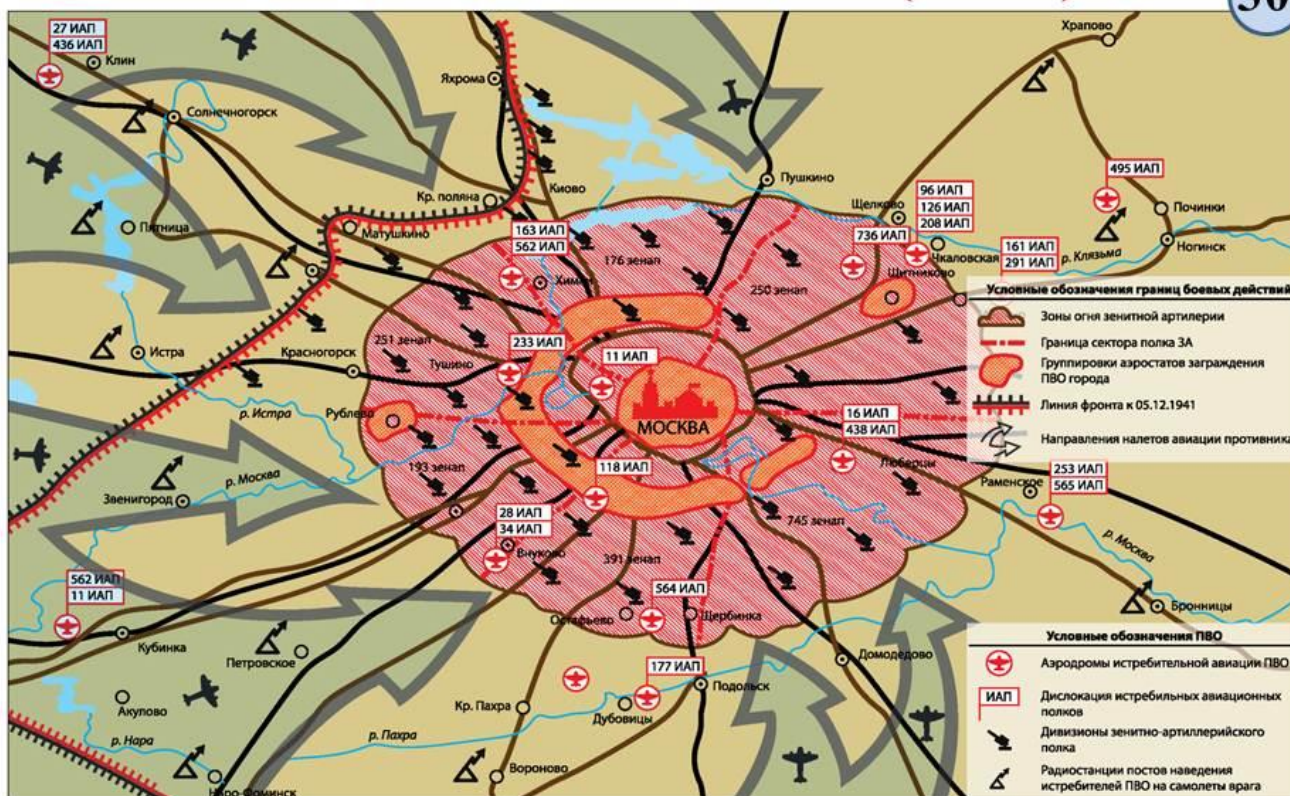 27 ИАП
436 ИАП
Клин
Солнечногорск
Яхрома
Храпово
Пушкино
495 ИАП
96 ИАП
126 ИАП
208 ИАП
Щелково
Починки
Ногинск
Кр. поляна
Киово
Пятница
Матушкино
163 ИАП
562 ИАП
176 зенап
736 ИАП
Чкаловская
161 ИАП
291 ИАП
р. Клязьма
250 зенап
Щитниково
Условные обозначения границ боевых действий
Зоны огня зенитной артилерии
Граница сектора полка ЗА
Группировки аэростатов заграждения
ПВО города
Линия фронта к 05.12.1941
Направления налетов авиации противника
Истра
Красногорск
251 зенап
Тушино
233 ИАП
11 ИАП
р. Истра
Рублево
МОСКВА
16 ИАП
438 ИАП
Люберцы
193 зенап
118 ИАП
р. Москва
Звенигород
253 ИАП
565 ИАП
Раменское
28 ИАП
34 ИАП
Внуково
745 зенап
391 зенап
р. Москва
562 ИАП
11 ИАП
564 ИАП
Остафьево
Щербинка
Бронницы
Кубинка
Петровское
Домодедово
177 ИАП
Подольск
Акулово
Кр. Пахра
Дубовицы
р. Нара
р. Пахра
Вороново
Наро-Фоминск
Условные обозначения ПВО
Аэродромы истребительной авиации ПВО
ИАП
Дислокация истребильных авиационных
полков
Дивизионы зенитно-артиллерийского
полка
Радиостанции постов наведения
истребителей ПВО на самолеты врага